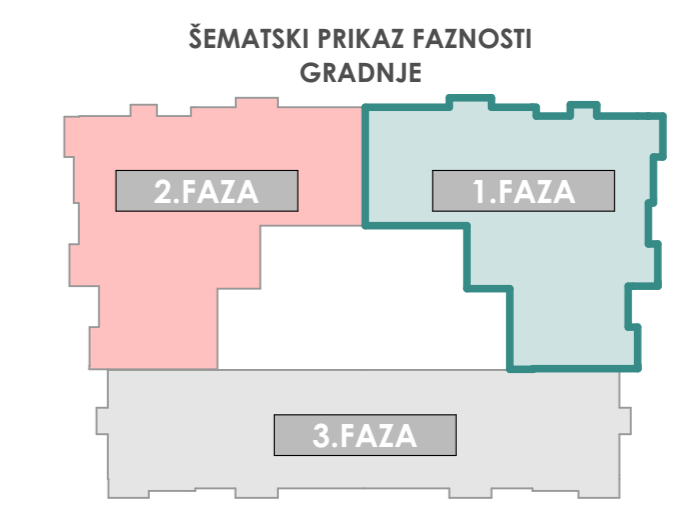 ŠEMATSKI PRIKAZ FAZNOSTI
GRADNJE
2.FAZA
1.FAZA
3.FAZA